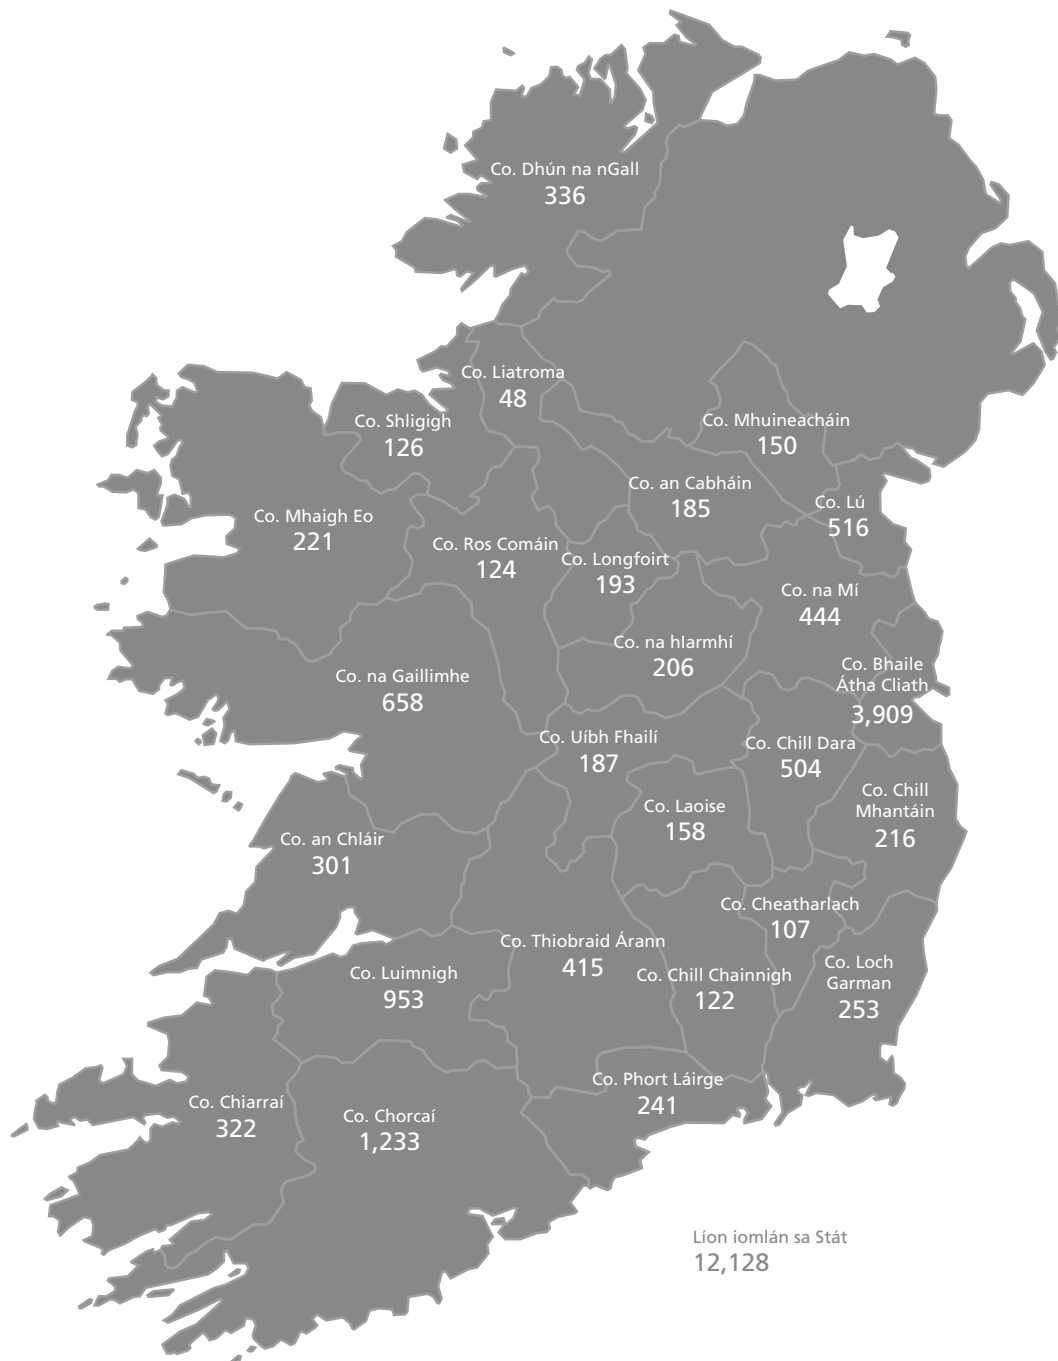 Co. Dhún na nGall
336
Co. Liatroma
48
Co. Shligigh
126
Co. Mhuineacháin
150
Co. an Cabháin
185
Co. Lú
516
Co. Mhaigh Eo
221
Co. Ros Comáin
124
Co. Longfoirt
193
Co. na Mí
444
Co. na hIarmhí
206
Co. Bhaile
Átha Cliath
3,909
Co. na Gaillimhe
658
Co. Uíbh Fhailí
187
Co. Chill Dara
504
Co. Laoise
158
Co. Chill
Mhantáin
216
Co. an Chláir
301
Co. Cheatharlach
107
Co. Thiobraid Árann
415
Co. Chill Chainnigh
122
Co. Loch
Garman
253
Co. Luimnigh
953
Co. Phort Láirge
241
Co. Chiarraí
322
Co. Chorcaí
1,233
Líon iomlán sa Stát
12,128